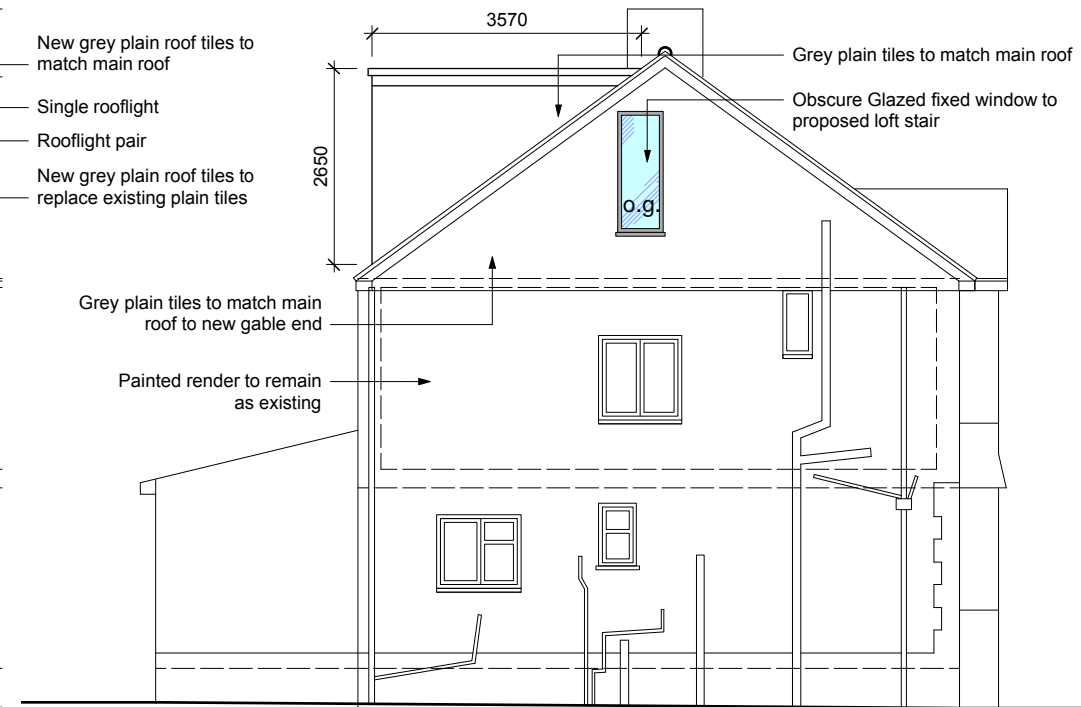 New grey plain roof tiles to
match main roof
Single rooflight
Rooflight pair
New grey plain roof tiles to
replace existing plain tiles
3570
2650
Grey plain tiles to match main roof
Obscure Glazed fixed window to
proposed loft stair
o.g.
Grey plain tiles to match main
roof to new gable end
Painted render to remain
as existing